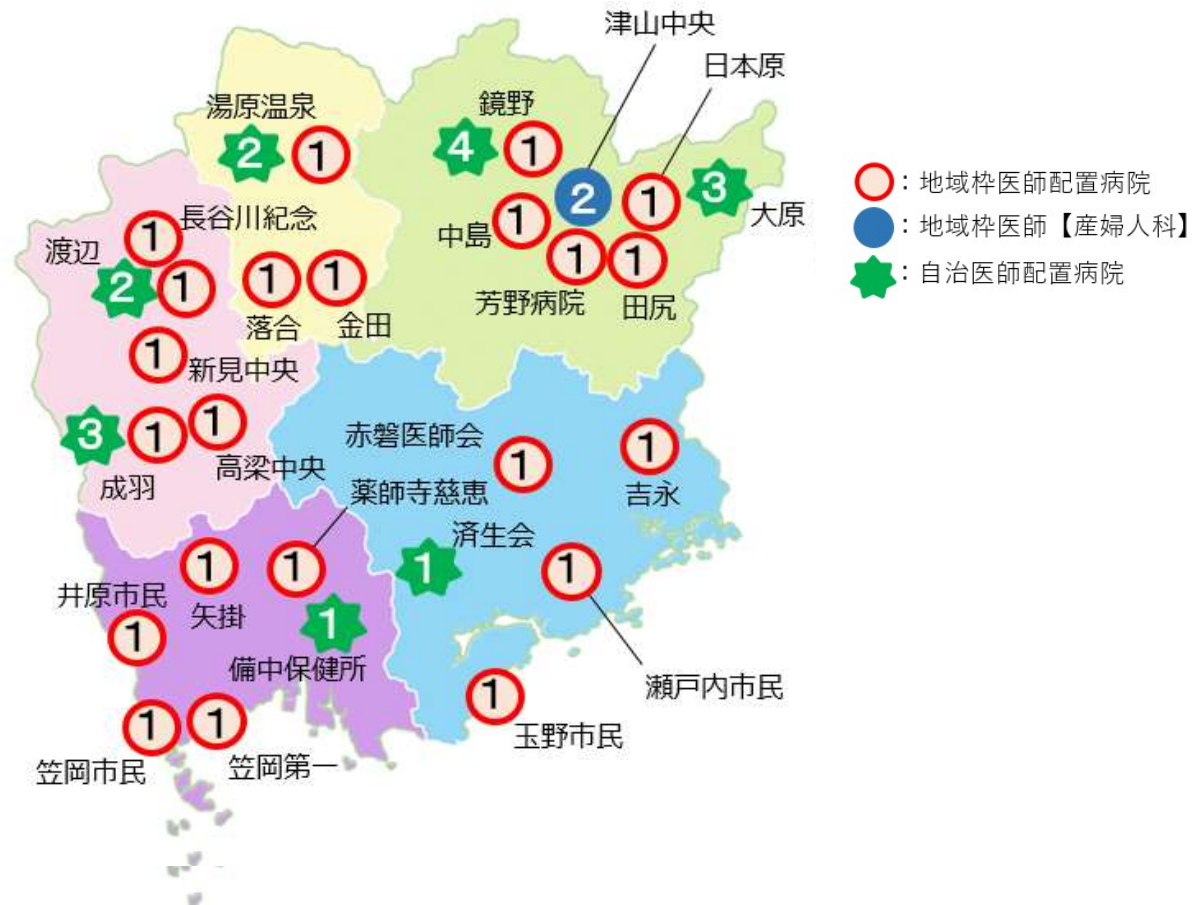 津山中央
日本原
湯原温泉
2
1
鏡野
4
1
2
1
3
大原
中島
1
1
1
芳野病院
田尻
長谷川紀念
1
渡辺
2
1
1
1
落合
金田
1
新見中央
3
1
1
成羽
高梁中央
赤磐医師会
1
1
吉永
薬師寺慈恵
済生会
1
1
1
1
井原市民
矢掛
1
1
備中保健所
瀬戸内市民
1
玉野市民
1
1
笠岡市民
笠岡第一
:地域枠医師配置病院
:地域枠医師【産婦人科】
:自治医師配置病院